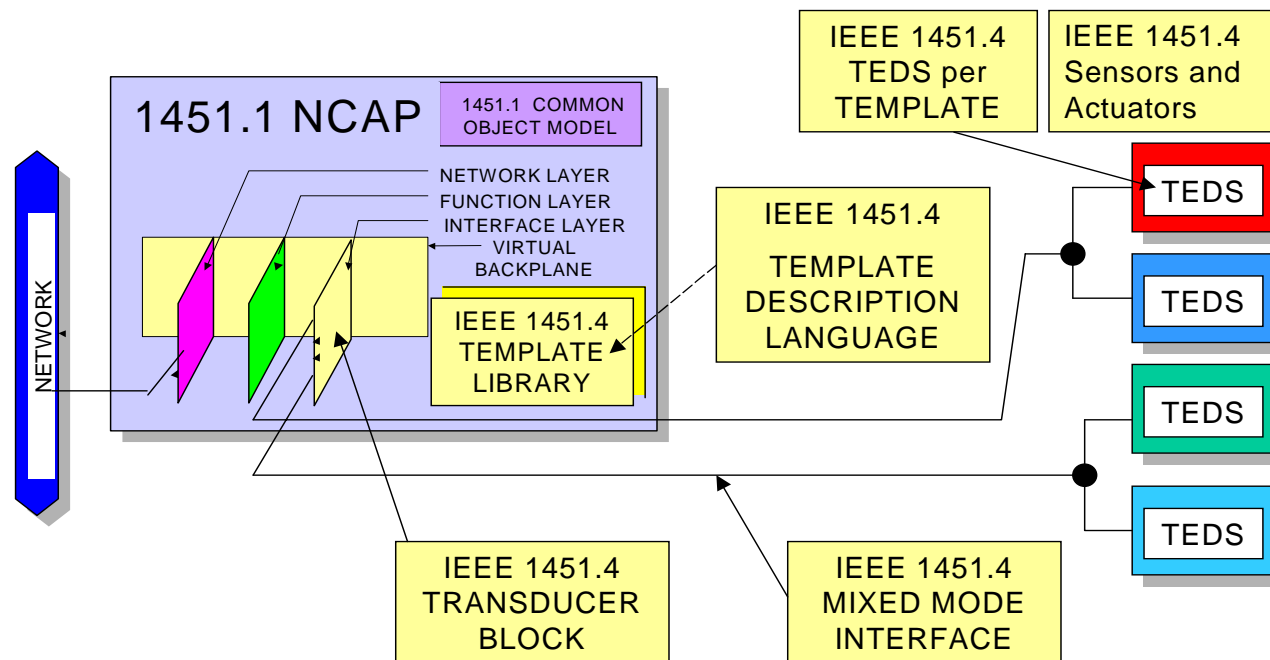 IEEE 1451.4
TEDS per
TEMPLATE
IEEE 1451.4
Sensors and
Actuators
1451.1 NCAP
1451.1 COMMON
OBJECT MODEL
NETWORK LAYER
FUNCTION LAYER
INTERFACE LAYER
VIRTUAL
BACKPLANE
NETWORK
IEEE 1451.4
TEMPLATE
LIBRARY
IEEE 1451.4
TEMPLATE
DESCRIPTION
LANGUAGE
TEDS
TEDS
TEDS
TEDS
IEEE 1451.4
TRANSDUCER
BLOCK
IEEE 1451.4
MIXED MODE
INTERFACE